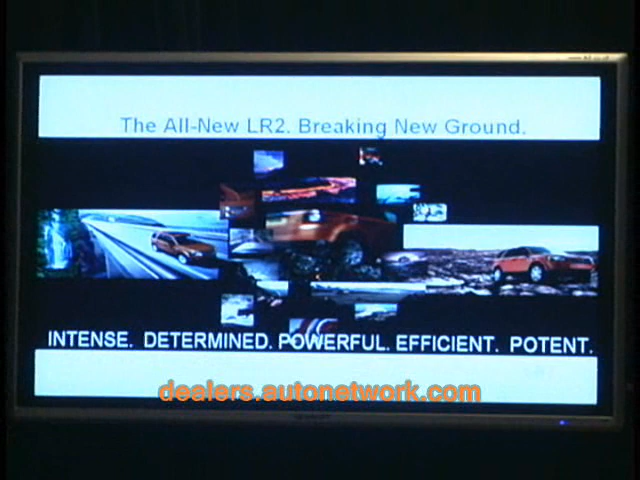 The All-New LR2. Breaking New Ground.
INTENSE. DETERMINED. POWERFUL. EFFICIENT. POTENT.
dealers.autonetwork.com